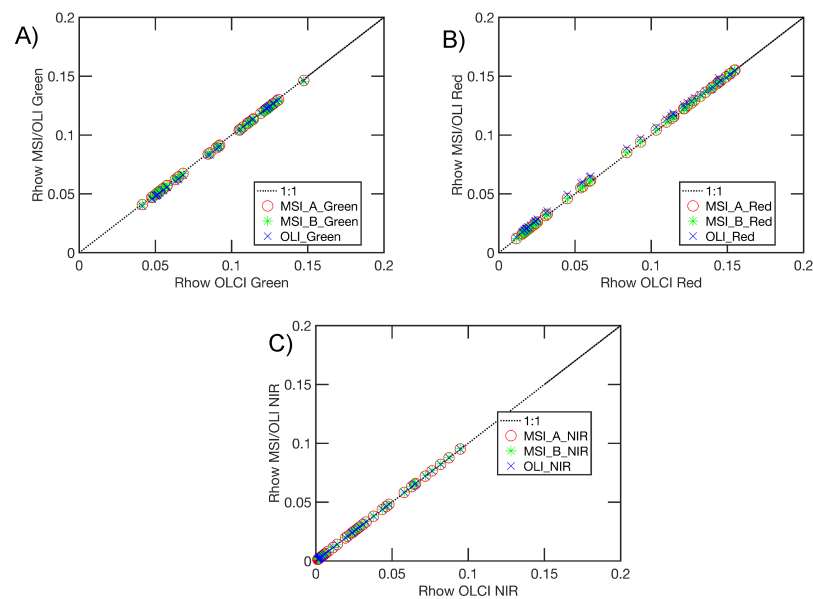 A)
0.2
0.15
0.1
0.05
0
Rhow MSI/OLI Green
1:1
MSI_A_Green
MSI_B_Green
OLI_Green
0 0.05 0.1 0.15 0.2
Rhow OLCI Green
B)
0.2
0.15
0.1
0.05
0
Rhow MSI/OLI Red
1:1
MSI_A_Red
MSI_B_Red
OLI_Red
0 0.05 0.1 0.15 0.2
Rhow OLCI Red
C)
0.2
0.15
0.1
0.05
0
Rhow MSI/OLI NIR
1:1
MSI_A_NIR
MSI_B_NIR
OLI_NIR
0 0.05 0.1 0.15 0.2
Rhow OLCI NIR